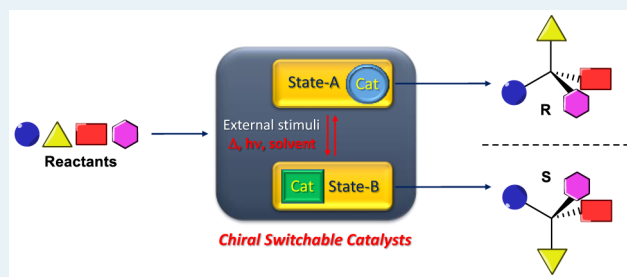 Reactants
State-A Cat
External stimuli
Δ, hν, solvent
Cat State-B
Chiral Switchable Catalysts
R
S